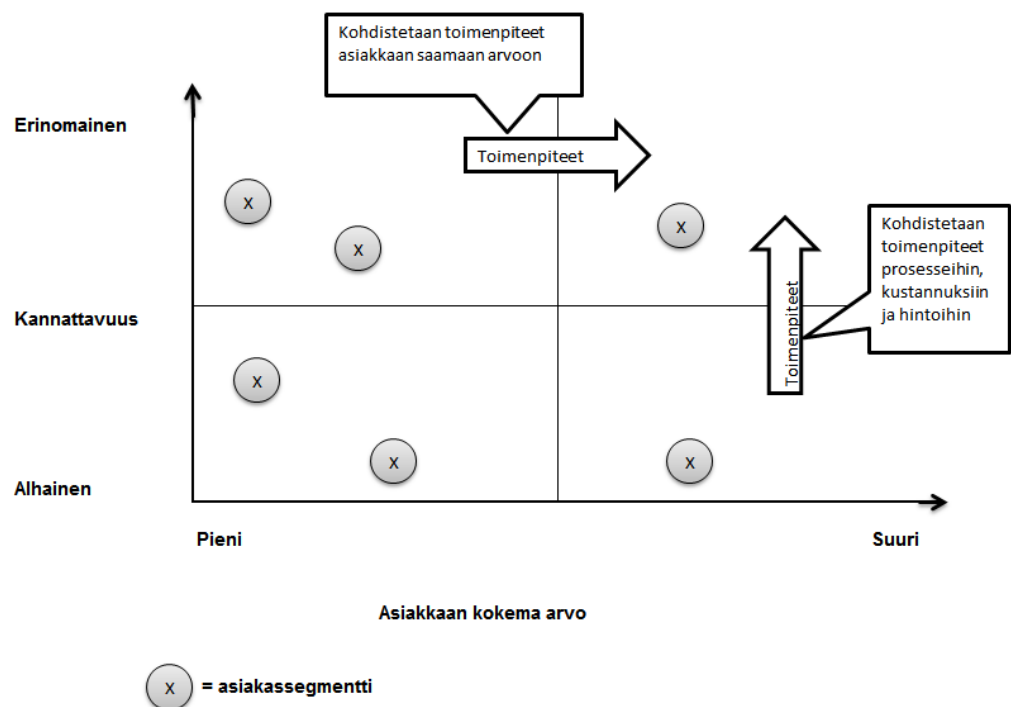 Kohdistetaan toimenpiteet
asiakkaan saamaan arvoon
Erinomainen
Toimenpiteet
x
x
x
Kohdistetaan
toimenpiteet
prosesseihin,
kustannuksiin
ja hintoihin
Kannattavuus
Toimenpiteet
x
x
x
Alhainen
Pieni
Suuri
Asiakkaan kokema arvo
x = asiakassegmentti